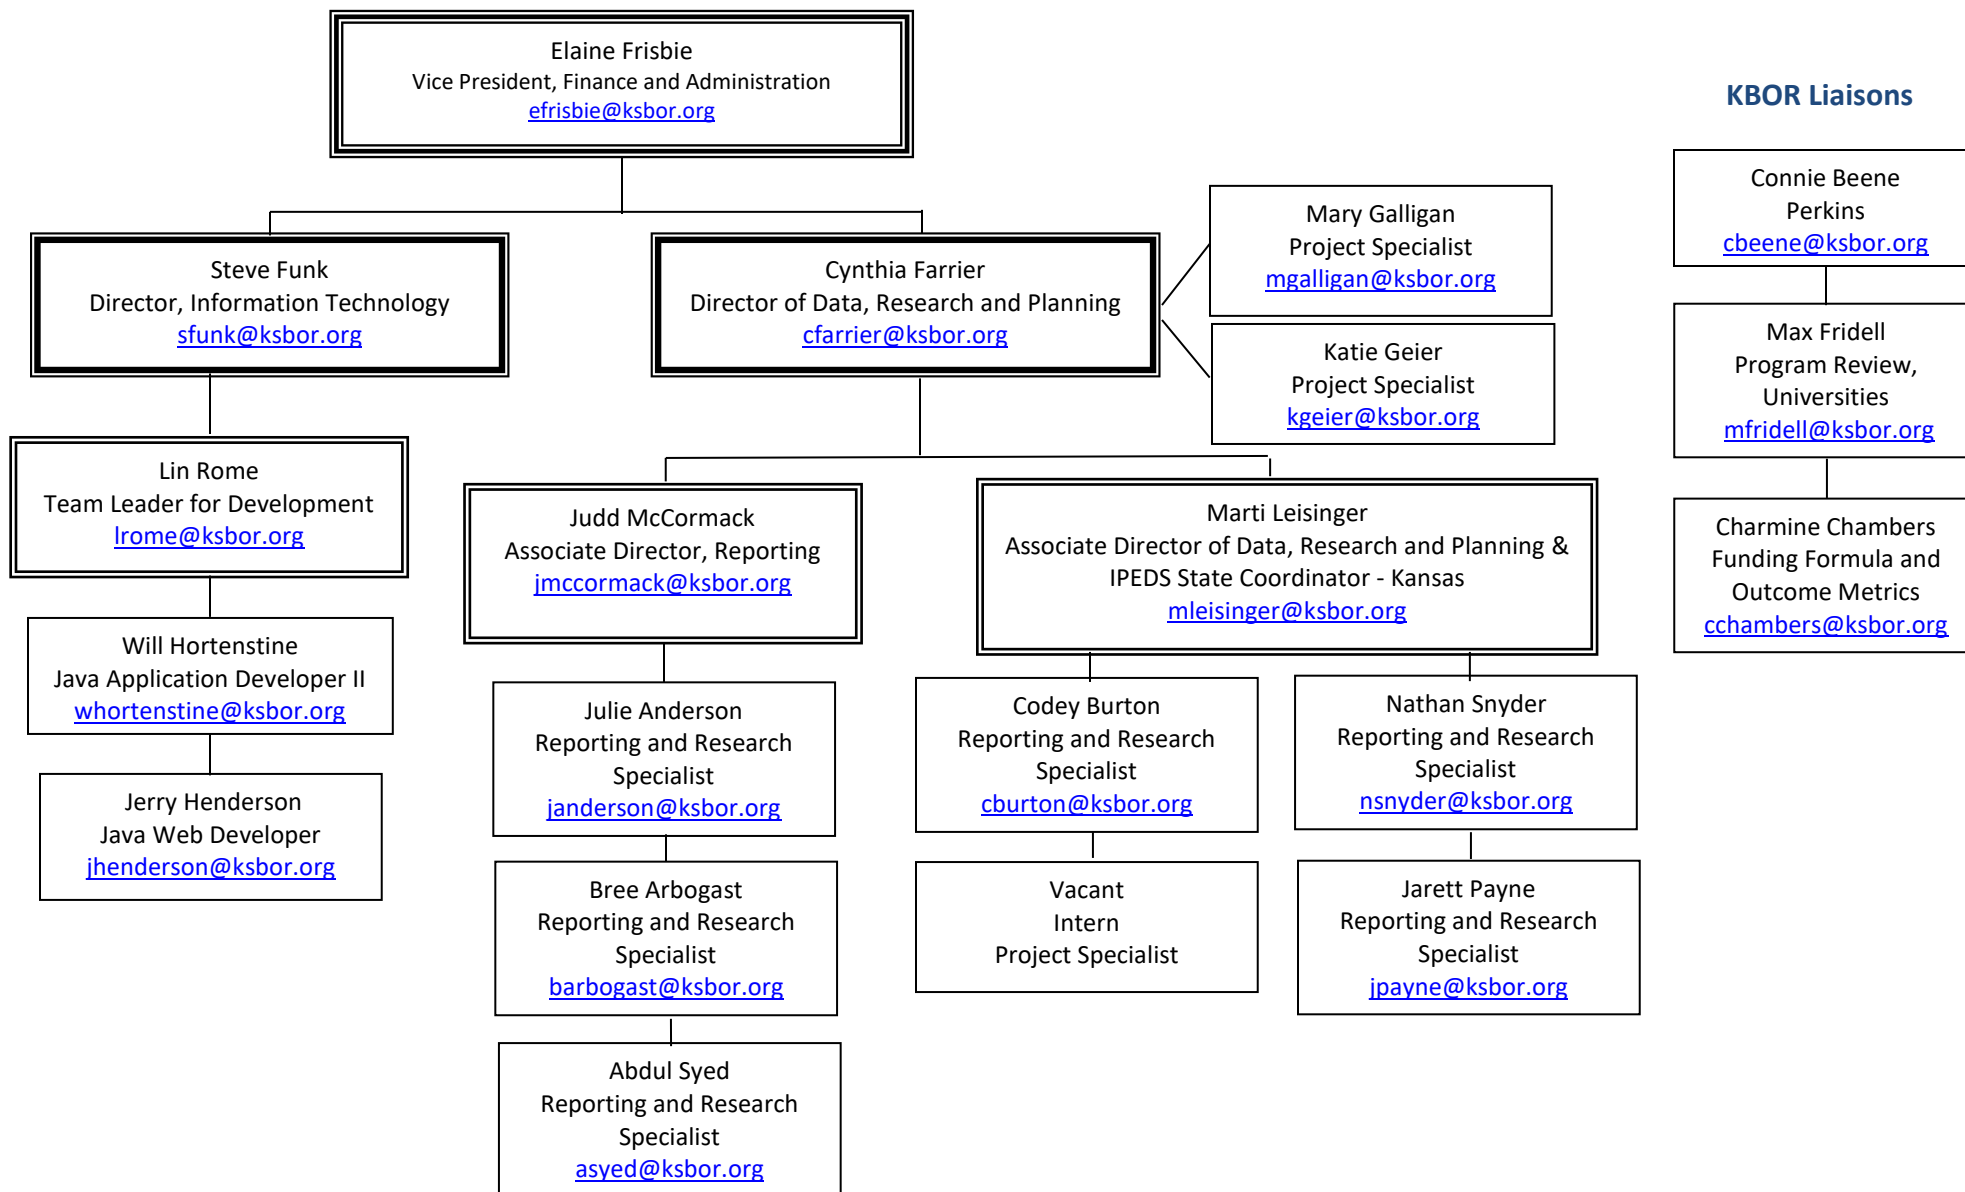 Elaine Frisbie
Vice President, Finance and Administration
efrisbie@ksbor.org
KBOR Liaisons
Steve Funk
Director, Information Technology
sfunk@ksbor.org
Cynthia Farrier
Director of Data, Research and Planning
cfarrier@ksbor.org
Mary Galligan
Project Specialist
mgalligan@ksbor.org
Katie Geier
Project Specialist
kgeier@ksbor.org
Connie Beene
Perkins
cbeene@ksbor.org
Max Fridell
Program Review,
Universities
mfridell@ksbor.org
Charmine Chambers
Funding Formula and
Outcome Metrics
cchambers@ksbor.org
Lin Rome
Team Leader for Development
lrome@ksbor.org
Will Hortenstine
Java Application Developer II
whortenstine@ksbor.org
Jerry Henderson
Java Web Developer
jhenderson@ksbor.org
Judd McCormack
Associate Director, Reporting
jmccormack@ksbor.org
Julie Anderson
Reporting and Research
Specialist
janderson@ksbor.org
Bree Arbogast
Reporting and Research
Specialist
barbogast@ksbor.org
Abdul Syed
Reporting and Research
Specialist
asyed@ksbor.org
Marti Leisinger
Associate Director of Data, Research and Planning &
IPEDS State Coordinator - Kansas
mleisinger@ksbor.org
Codey Burton
Reporting and Research
Specialist
cburton@ksbor.org
Vacant
Intern
Project Specialist
Nathan Snyder
Reporting and Research
Specialist
nsnyder@ksbor.org
Jarett Payne
Reporting and Research
Specialist
jpayne@ksbor.org